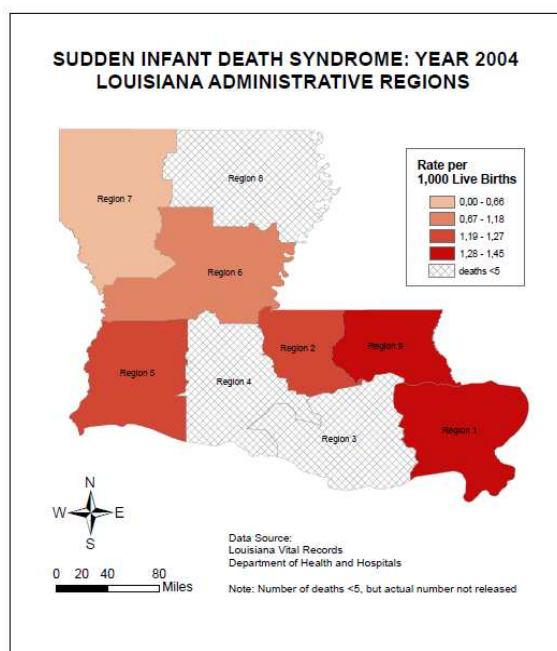 SUDDEN INFANT DEATH SYNDROME: YEAR 2004
LOUISIANA ADMINISTRATIVE REGIONS
Rate per
1,000 Live Births
0,00 - 0,66
0,67 - 1,18
1,19 - 1,27
1,28 - 1,45
deaths <5
Region 8
Region 7
Region 6
Region 2
Region 9
Region 5
Region 4
Region 3
Region 1
N
W E
S
0 20 40 80
Miles
Data Source:
Louisiana Vital Records
Department of Health and Hospitals
Note: Number of deaths <5, but actual number not released